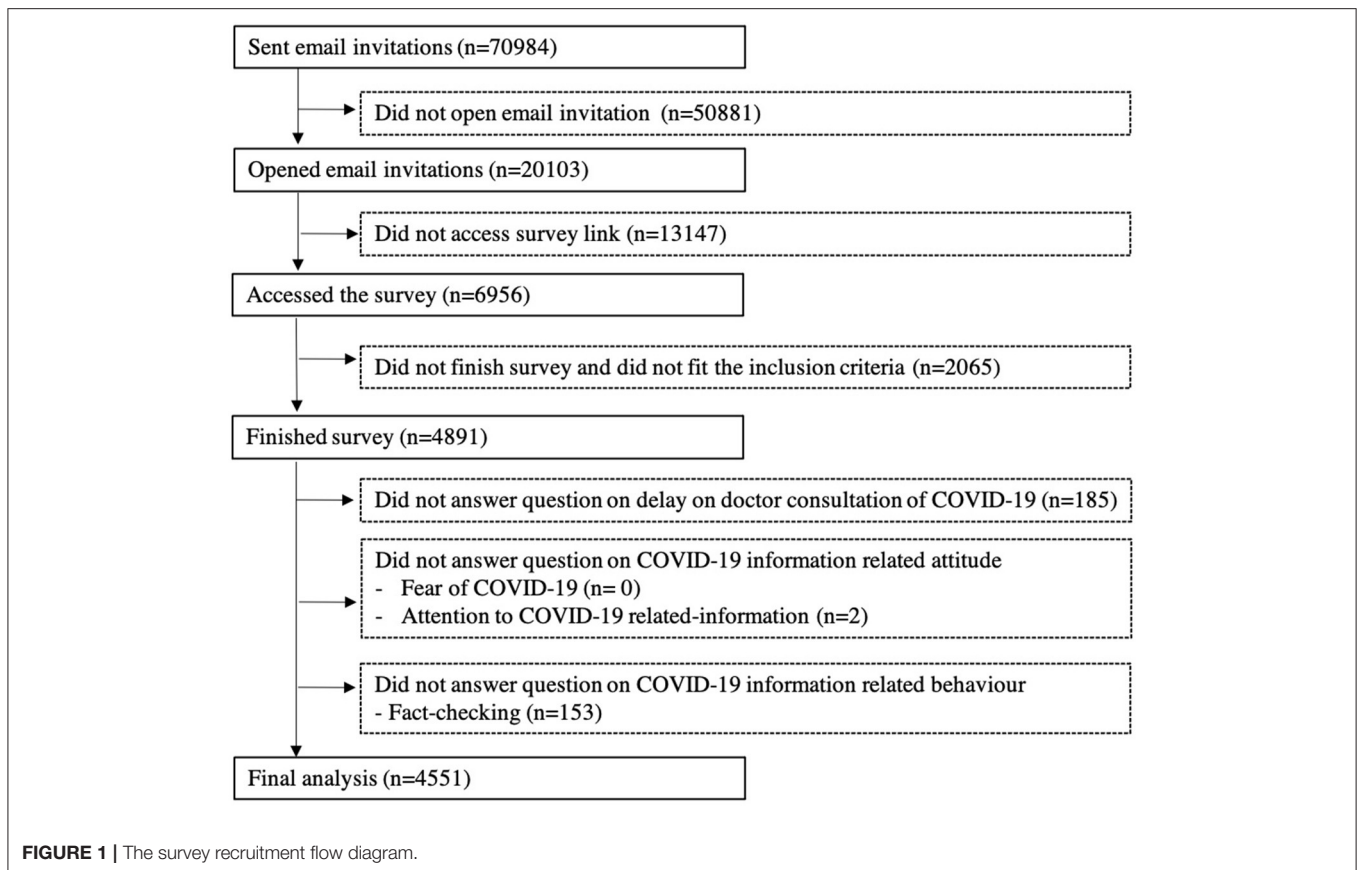 Sent email invitations (n=70984)
Did not open email invitation (n=50881)
Opened email invitations (n=20103)
Did not access survey link (n=13147)
Accessed the survey (n=6956)
Did not finish survey and did not fit the inclusion criteria (n=2065)
Finished survey (n=4891)
Did not answer question on delay on doctor consultation of COVID-19 (n=185)
Did not answer question on COVID-19 information related attitude
- Fear of COVID-19 (n= 0)
- Attention to COVID-19 related-information (n=2)
Did not answer question on COVID-19 information related behaviour
- Fact-checking (n=153)
Final analysis (n=4551)
FIGURE 1 | The survey recruitment flow diagram.